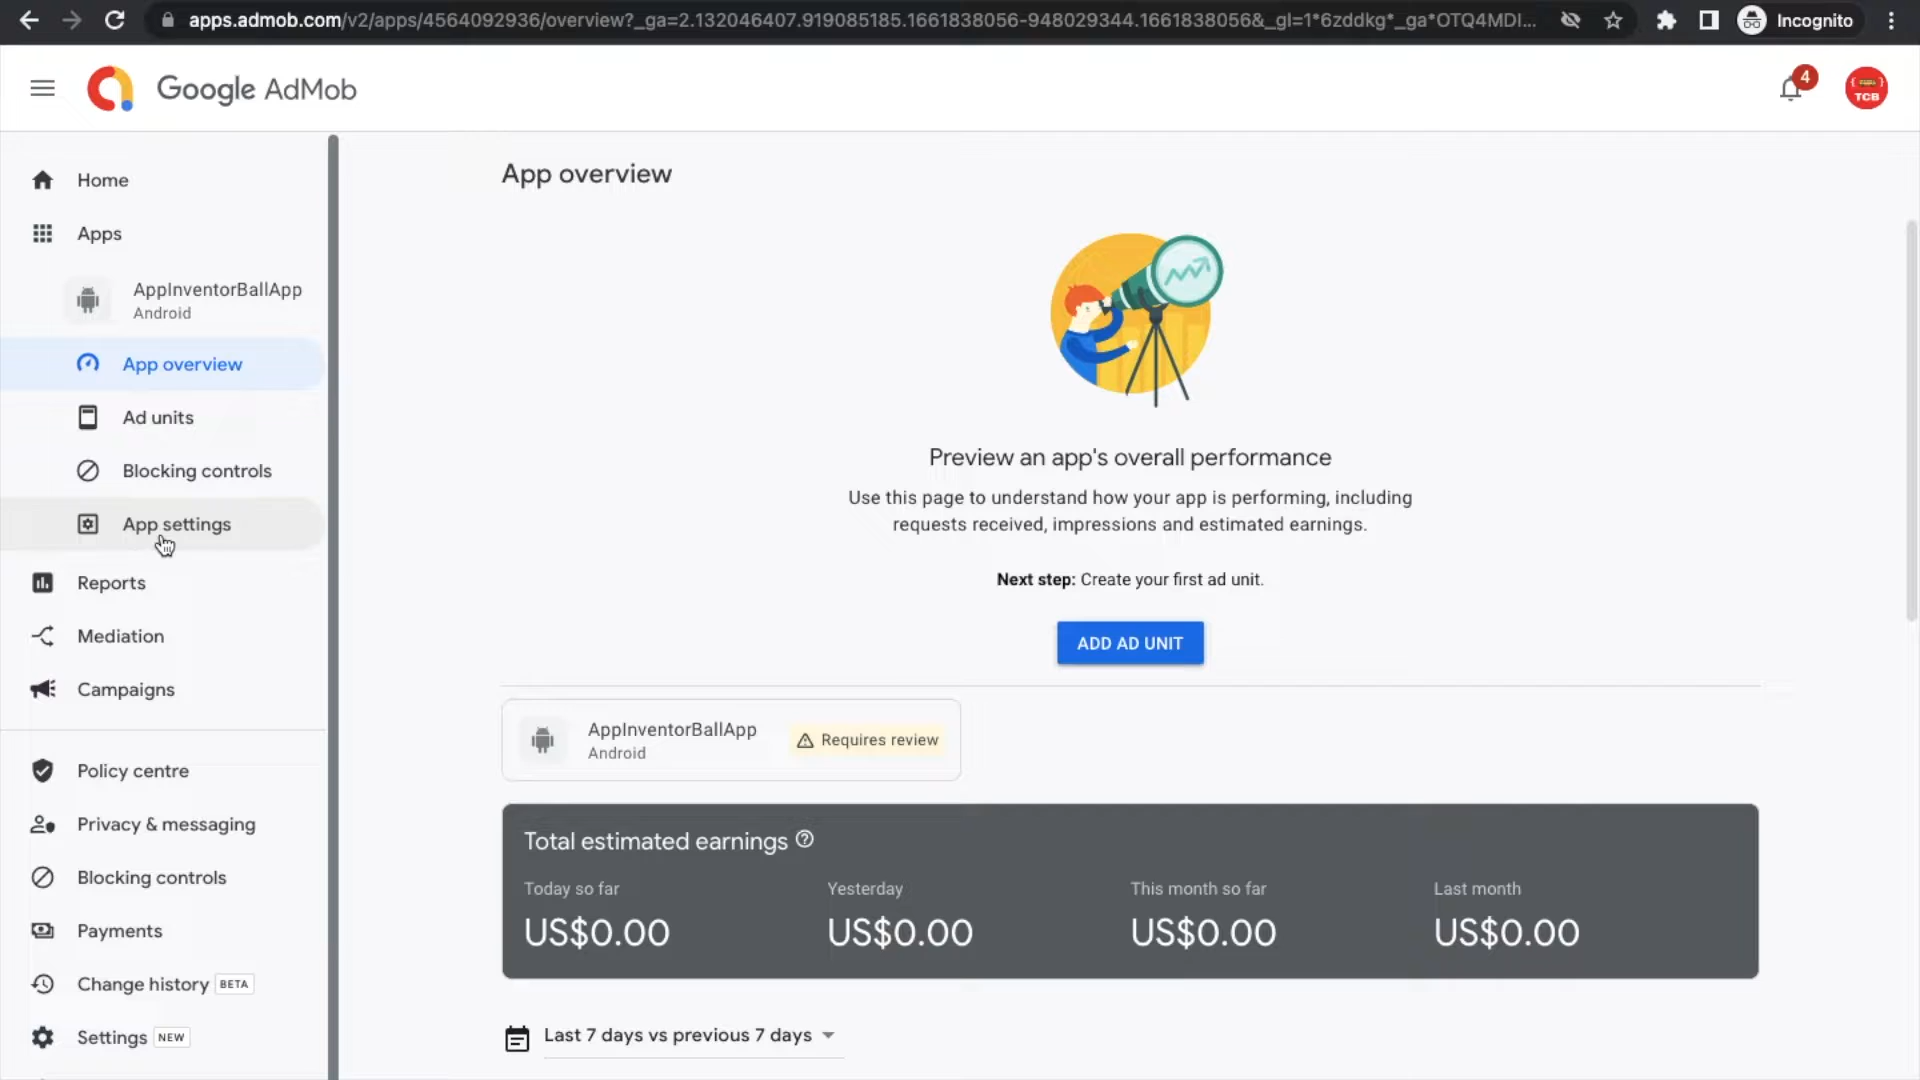 apps.admob.com/v2/apps/4564092936/overview?_ga=2.132046407.919085185.1661838056-948029344.1661838056&_gl=1*6zddkg*_ga*OTQ4MDI...
Incognito
Google AdMob
4
TCB
Home
Apps
AppInventorBallApp
Android
App overview
Ad units
Blocking controls
App settings
Reports
Mediation
Campaigns
Policy centre
Privacy & messaging
Blocking controls
Payments
Change history BETA
Settings NEW
App overview
Preview an app's overall performance
Use this page to understand how your app is performing, including
requests received, impressions and estimated earnings.
Next step: Create your first ad unit.
ADD AD UNIT
AppInventorBallApp
Android
Requires review
Total estimated earnings
Today so far
US$0.00
Yesterday
US$0.00
This month so far
US$0.00
Last month
US$0.00
Last 7 days vs previous 7 days